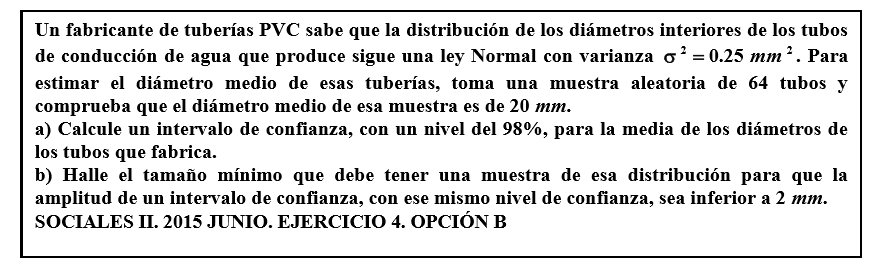 Un fabricante de tuberías PVC sabe que la distribución de los diámetros interiores de los tubos
de conducción de agua que produce sigue una ley Normal con varianza σ² = 0.25 mm². Para
estimar el diámetro medio de esas tuberías, toma una muestra aleatoria de 64 tubos y
comprueba que el diámetro medio de esa muestra es de 20 mm.
a) Calcule un intervalo de confianza, con un nivel del 98%, para la media de los diámetros de
los tubos que fabrica.
b) Halle el tamaño mínimo que debe tener una muestra de esa distribución para que la
amplitud de un intervalo de confianza, con ese mismo nivel de confianza, sea inferior a 2 mm.
SOCIALES II. 2015 JUNIO. EJERCICIO 4. OPCIÓN B